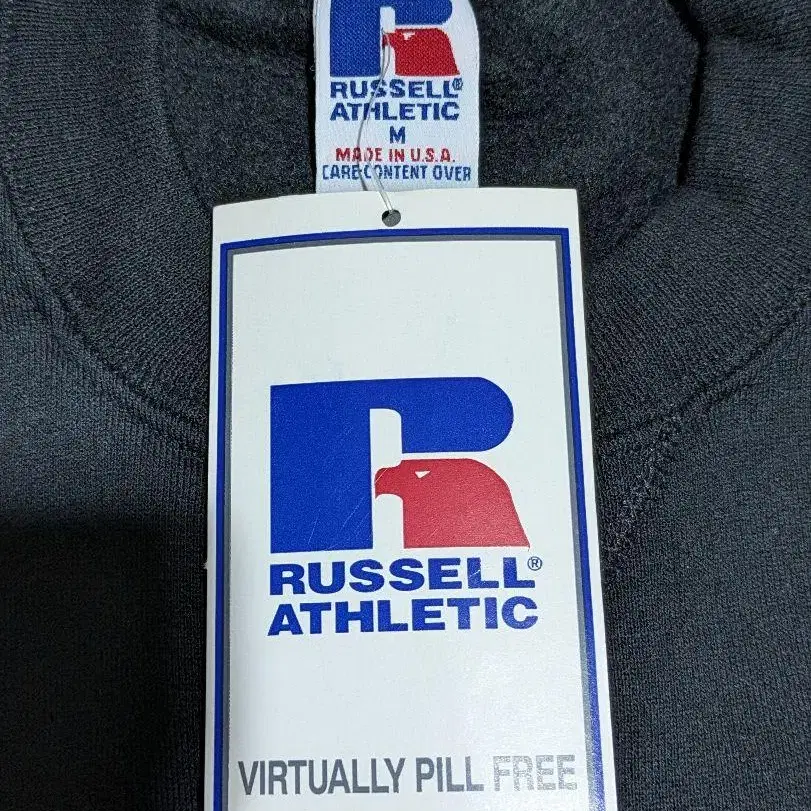 RUSSELL®
ATHLETIC
M
MADE IN U.S.A.
CARE-CONTENT OVER
RUSSELL®
ATHLETIC
VIRTUALLY PILL FREE